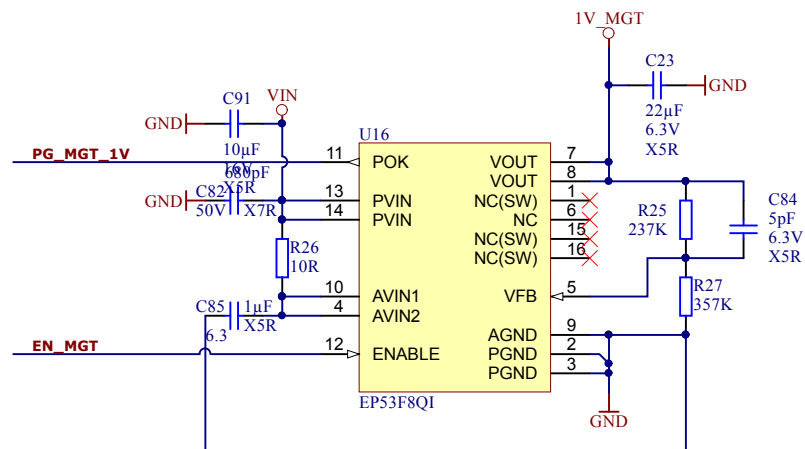 1V_MGT
C23
GND
22µF
6.3V
X5R
C91
VIN
GND
10µF
16V
X5R
U16
PG_MGT_1V
11
POK
VOUT
7
VOUT
8
680pF
C82
GND
50V
X7R
13
PVIN
14
PVIN
NC(SW)
1
NC
6
NC(SW)
15
NC(SW)
16
R25
237K
C84
5pF
6.3V
X5R
R26
10R
10
AVIN1
4
AVIN2
VFB
5
R27
357K
C85
1µF
6.3
X5R
AGND
9
PGND
2
PGND
3
EN_MGT
12
ENABLE
EP53F8QI
GND